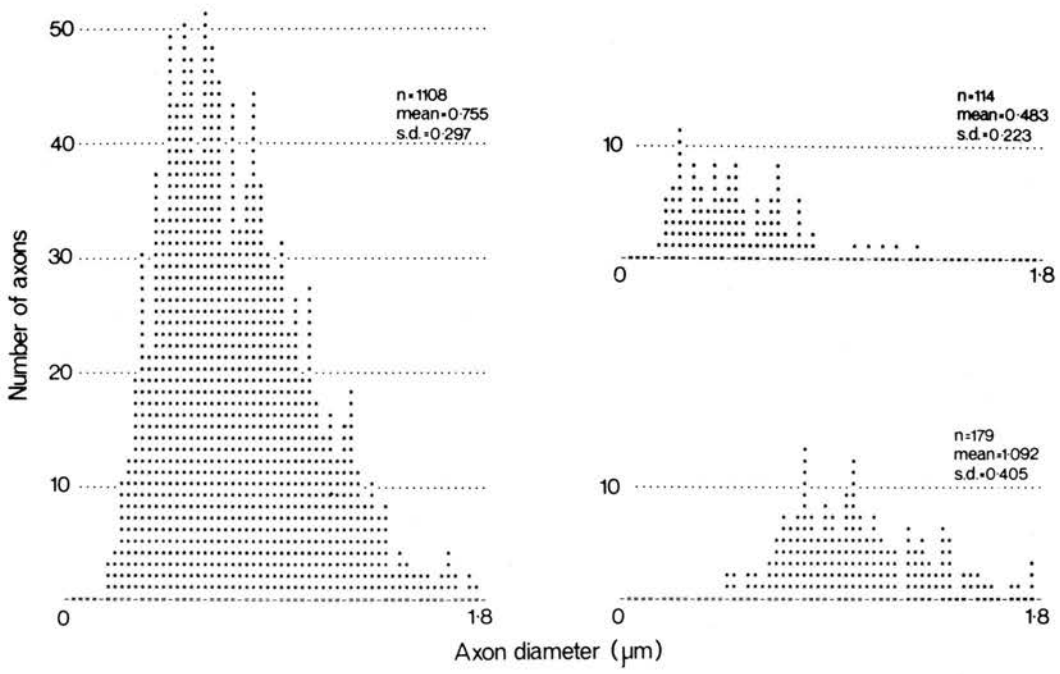 Number of axons
50
40
30
20
10
0
1·8
n=1108
mean=0·755
s.d.=0·297
10
0
1·8
n=114
mean=0·483
s.d.=0·223
10
0
1·8
n=179
mean=1·092
s.d.=0·405
Axon diameter (µm)